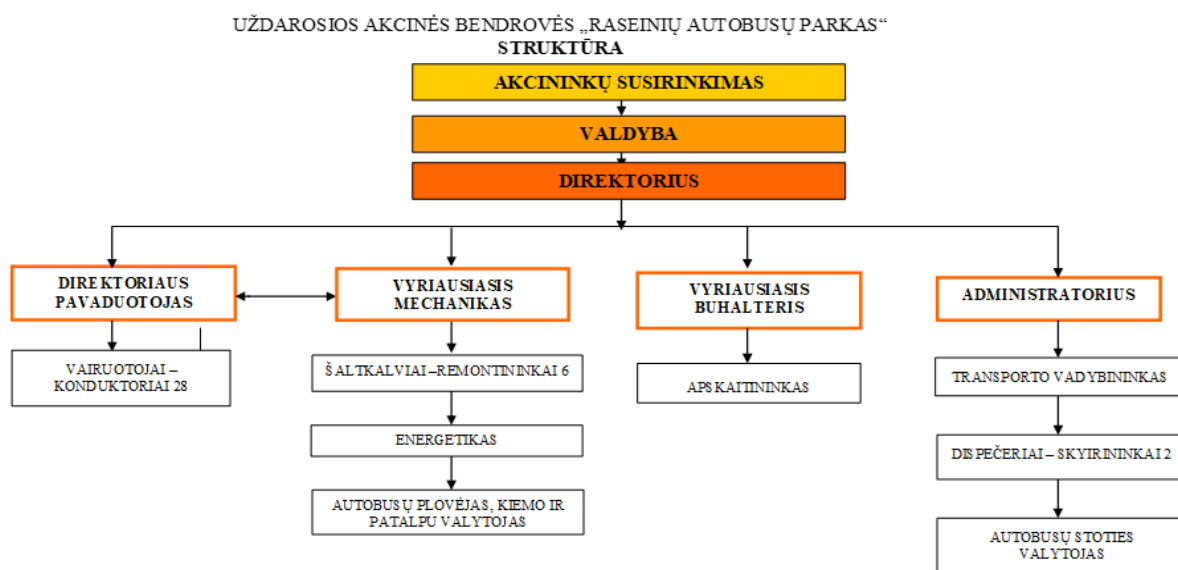 UŽDAROSIOS AKCINĖS BENDROVĖS „RASEINIŲ AUTOBUSŲ PARKAS“
STRUKTŪRA
AKCININKŲ SUSIRINKIMAS
VALDYBA
DIREKTORIUS
DIREKTORIAUS
PAVADUOTOJAS
VYRIAUSIASIS
MECHANIKAS
VYRIAUSIASIS
BUHALTERIS
ADMINISTRATORIUS
VAIRUOTOJAI –
KONDUKTORIAI 28
ŠALTKALVIAI –REMONTININKAI 6
APSKAITININKAS
TRANSPORTO VADYBININKAS
ENERGETIKAS
DISPEČERIAI – SKYIRININKAI 2
AUTOBUSŲ PLOVĖJAS, KIEMO IR
PATALPU VALYTOJAS
AUTOBUSŲ STOTIES
VALYTOJAS